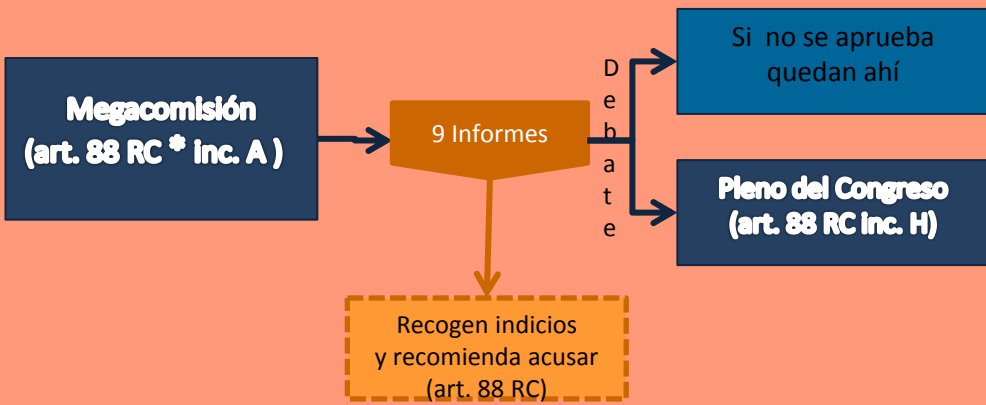 Megacomisión
(art. 88 RC * inc. A )
9 Informes
Debate
Si  no se aprueba
quedan ahí
Pleno del Congreso
(art. 88 RC inc. H)
Recogen indicios
y recomienda acusar
(art. 88 RC)